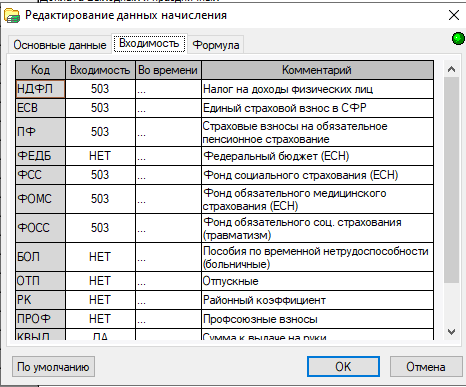 Редактирование данных начисления
Основные данные Входимость Формула
Код Входимость Во времени Комментарий
НДФЛ 503 ... Налог на доходы физических лиц
ЕСВ 503 ... Единый страховой взнос в СФР
ПФ 503 ... Страховые взносы на обязательное
пенсионное страхование
ФЕДБ НЕТ ... Федеральный бюджет (ЕСН)
ФСС 503 ... Фонд социального страхования (ЕСН)
ФОМС 503 ... Фонд обязательного медицинского
страхования (ЕСН)
ФОСС 503 ... Фонд обязательного соц. страхования
(травматизм)
БОЛ НЕТ ... Пособия по временной нетрудоспособности
(больничные)
ОТП НЕТ ... Отпускные
РК НЕТ ... Районный коэффициент
ПРОФ НЕТ ... Профсоюзные взносы
КВЫП ДА Сумма к выдаче на руки
По умолчанию OK Отмена